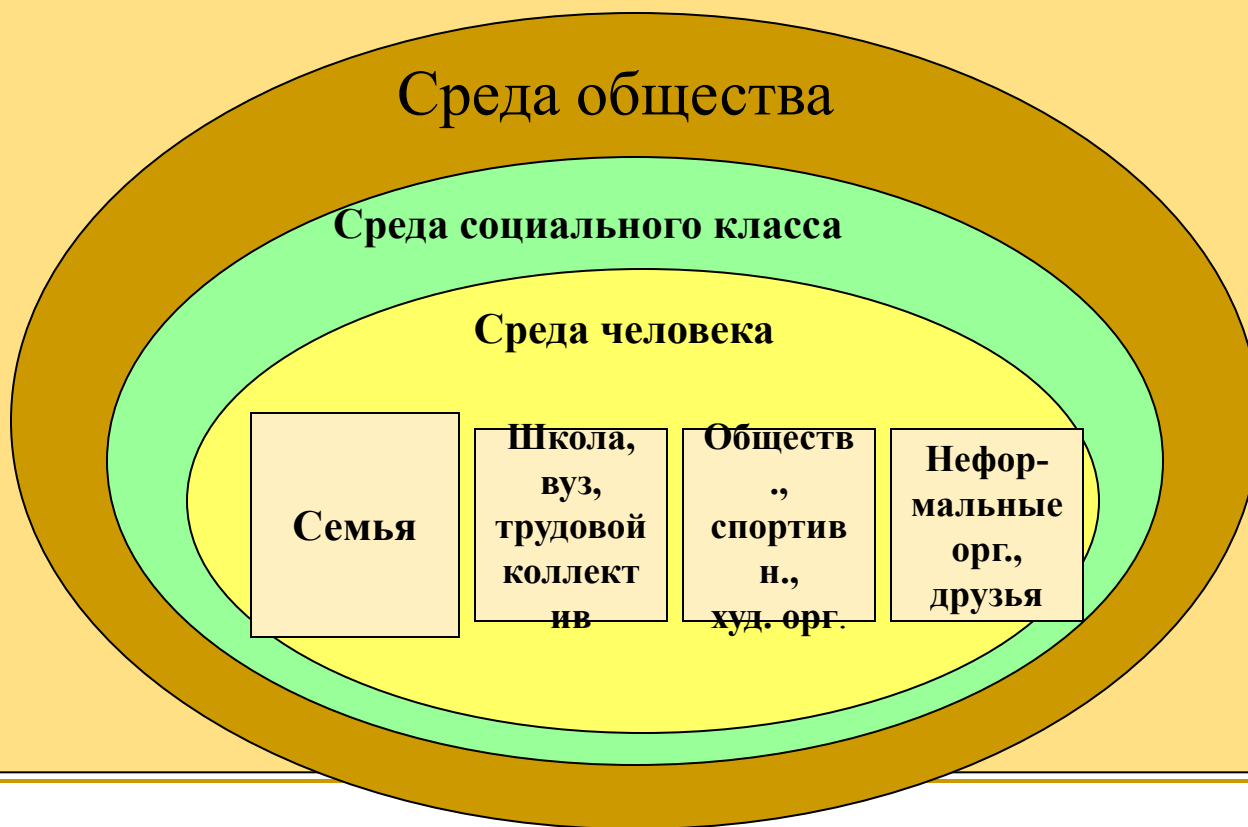 Среда общества
Среда социального класса
Среда человека
Семья
Школа,
вуз,
трудовой
коллект
ив
Обществ
.,
спортив
н.,
худ. орг.
Нефор-
мальные
орг.,
друзья